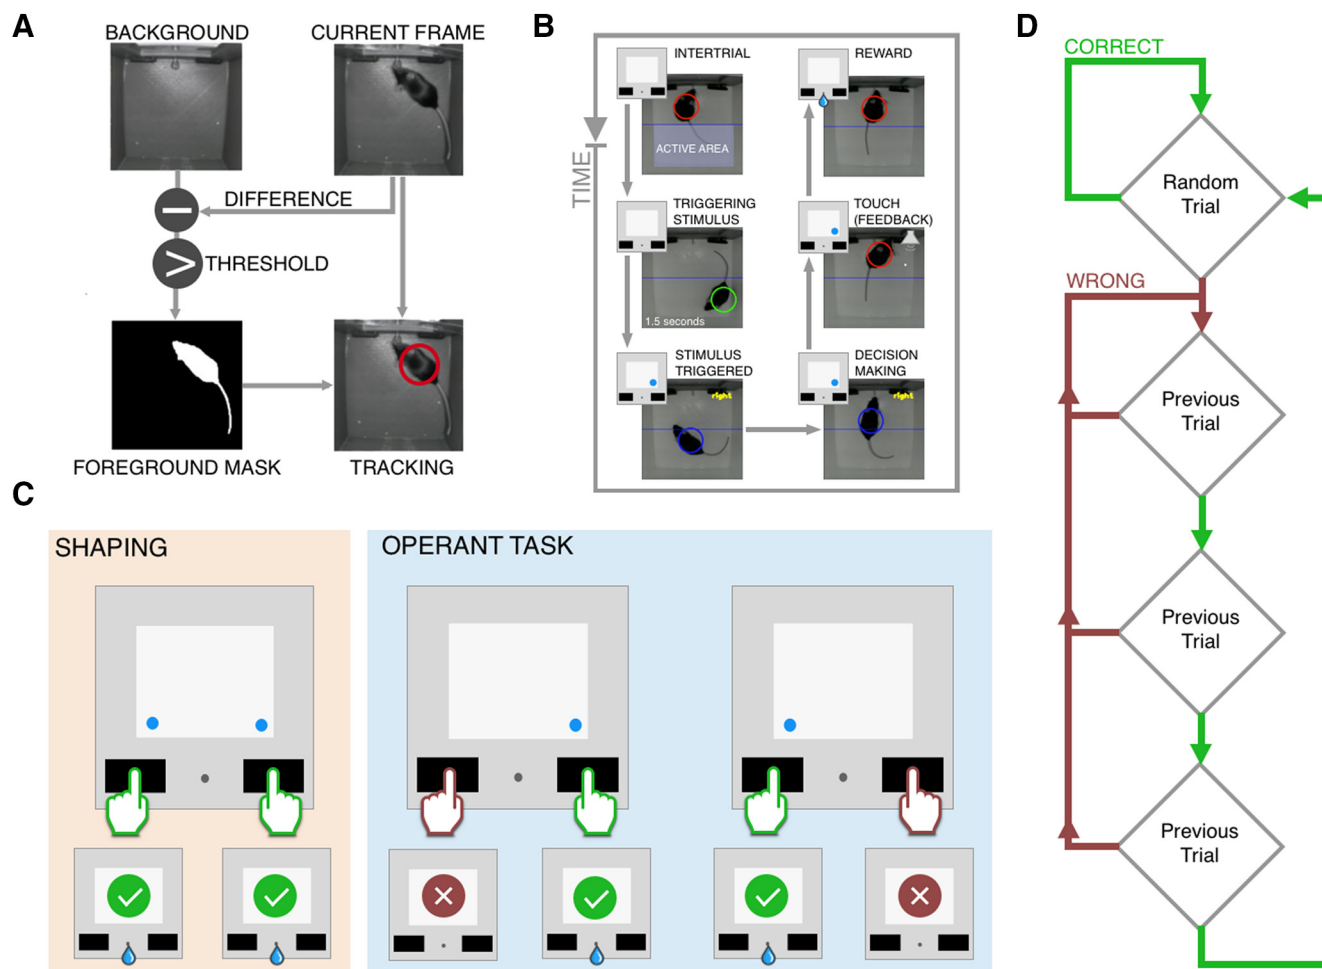 A
BACKGROUND
CURRENT FRAME
DIFFERENCE
THRESHOLD
FOREGROUND MASK
TRACKING
B
TIME
INTERTRIAL
ACTIVE AREA
TRIGGERING
STIMULUS
1.5 seconds
STIMULUS
TRIGGERED
right
DECISION
MAKING
right
TOUCH
(FEEDBACK)
REWARD
C
SHAPING
OPERANT TASK
D
CORRECT
Random
Trial
WRONG
Previous
Trial
Previous
Trial
Previous
Trial